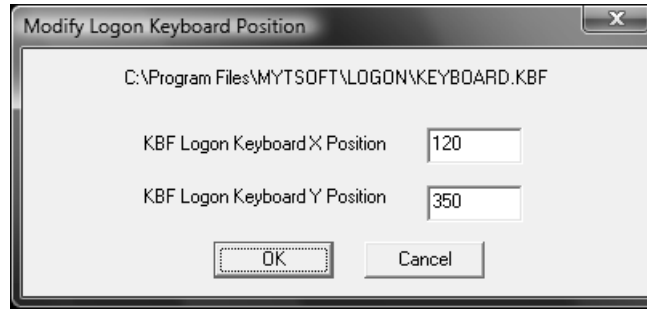 Modify Logon Keyboard Position
C:\Program Files\MYTSOFT\LOGON\KEYBOARD.KBF
KBF Logon Keyboard X Position 120
KBF Logon Keyboard Y Position 350
OK Cancel